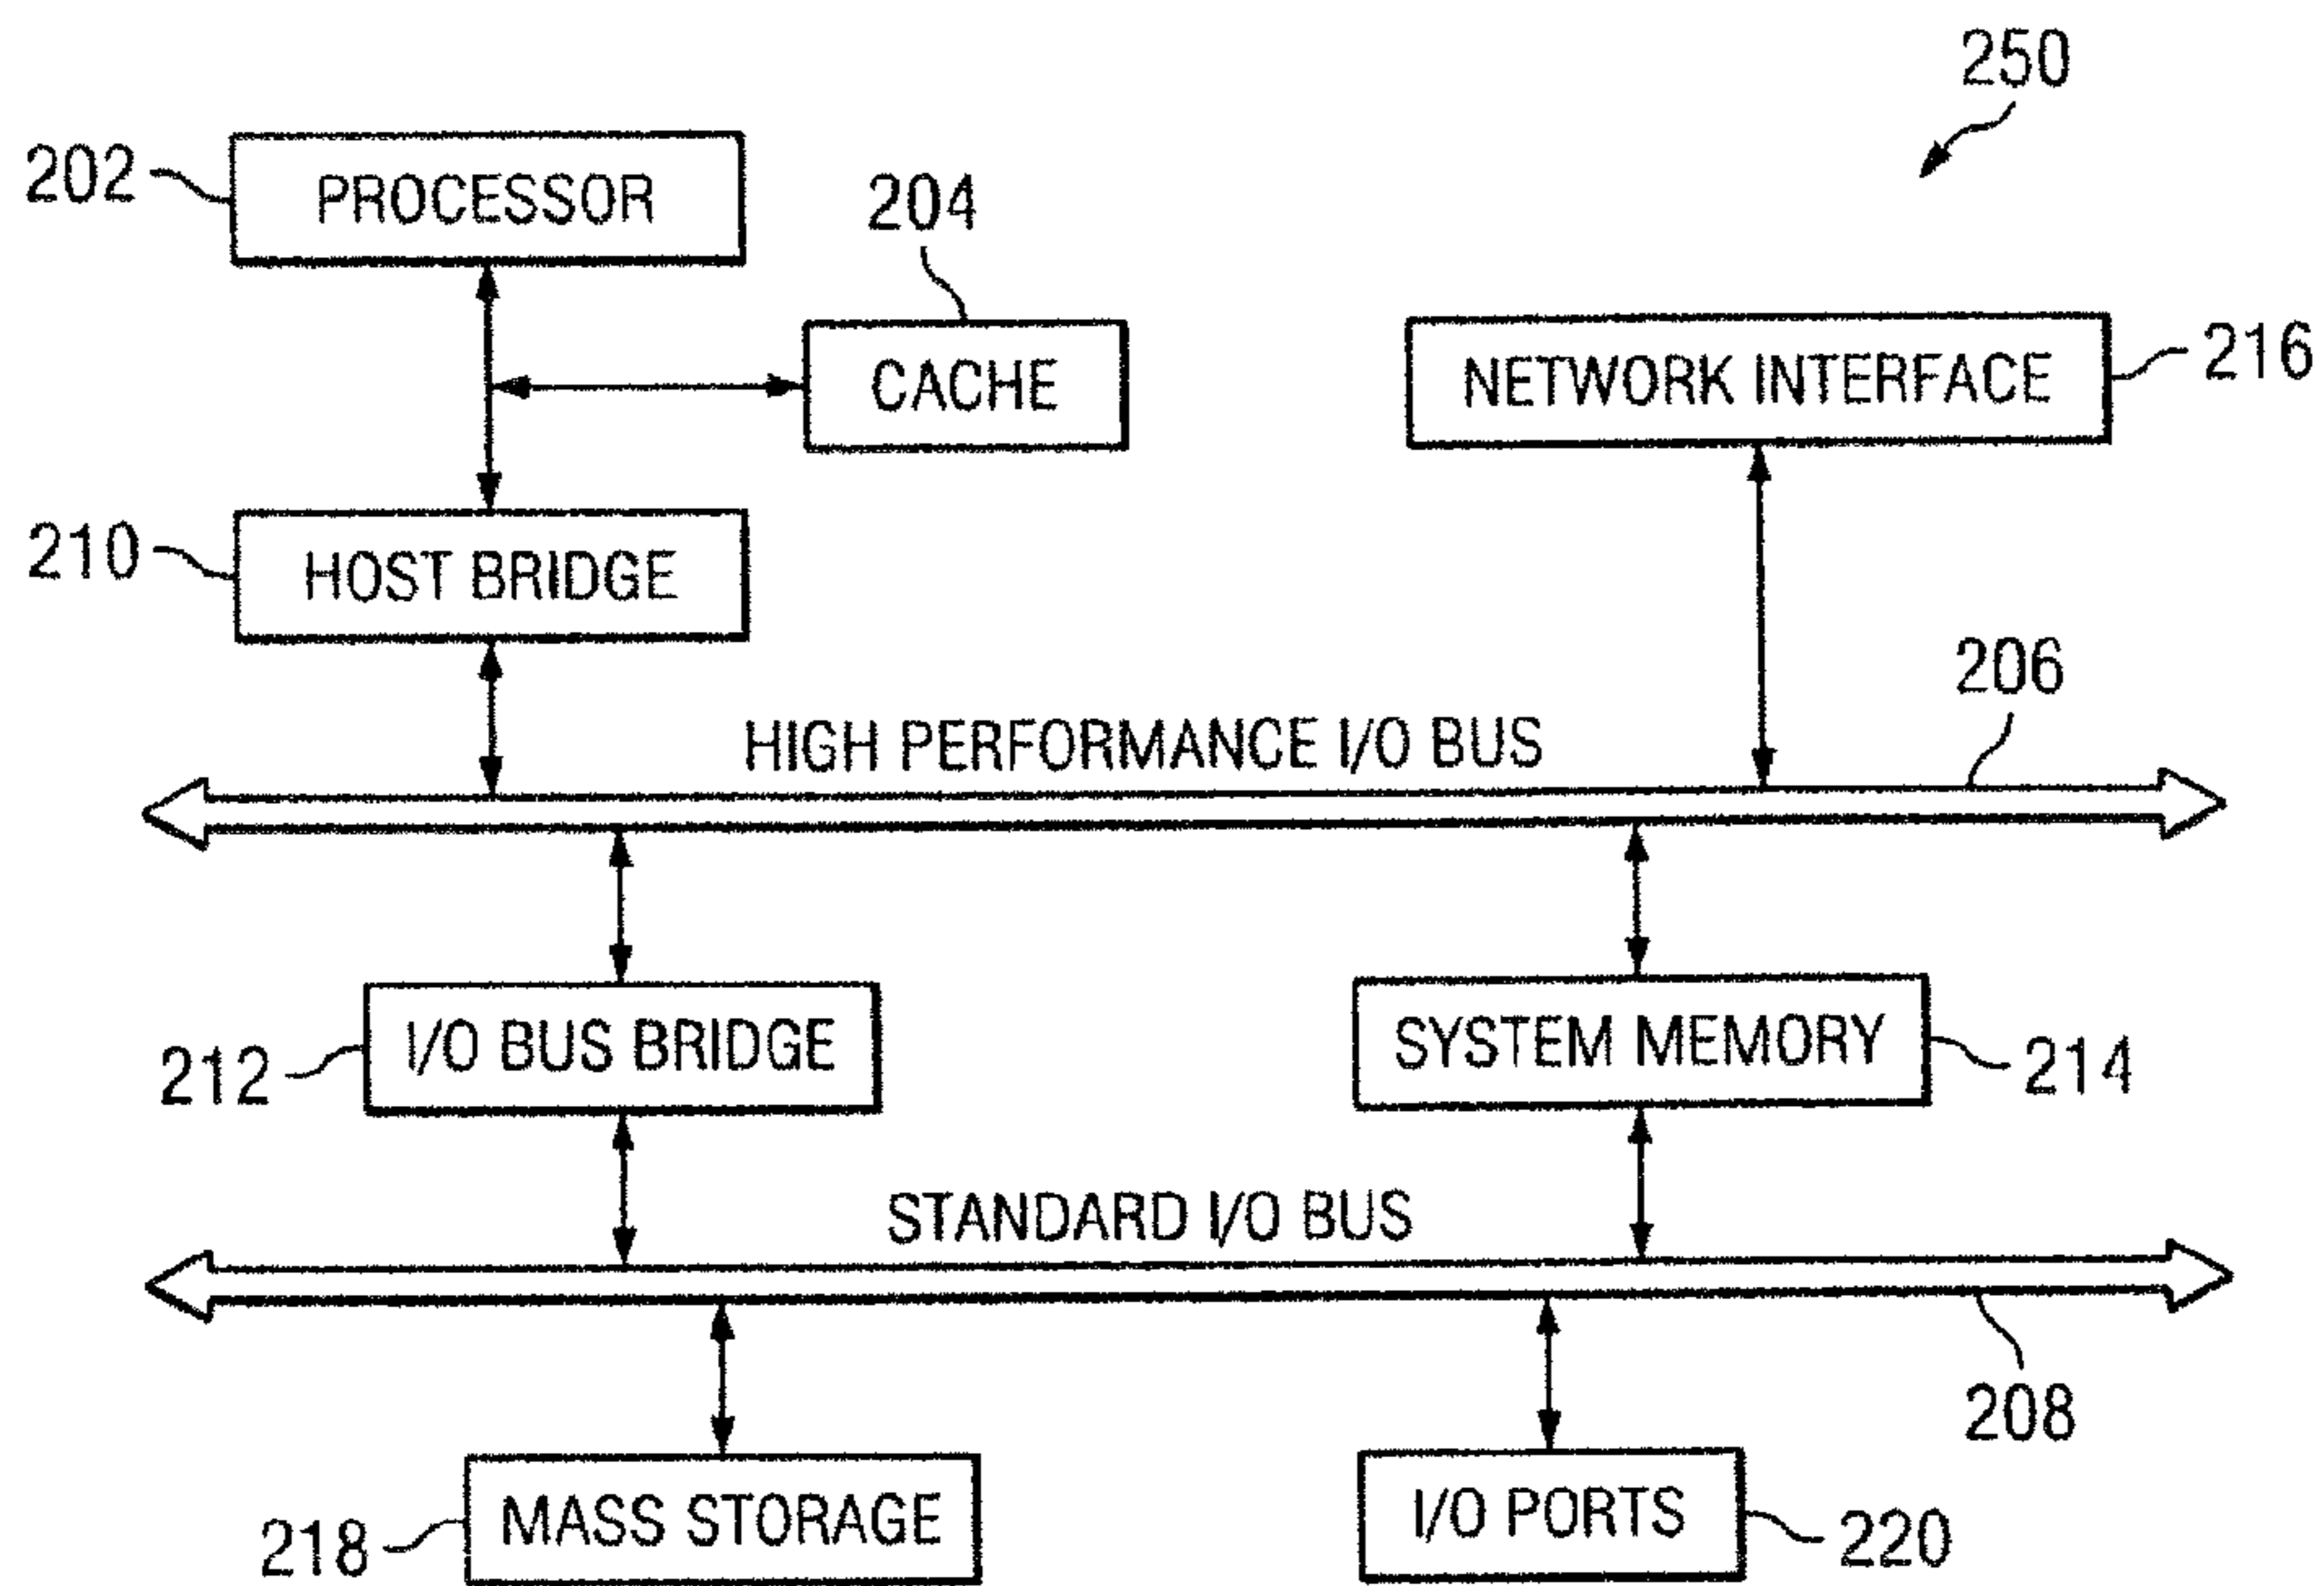 250
202
PROCESSOR
204
CACHE
NETWORK INTERFACE
216
210
HOST BRIDGE
206
HIGH PERFORMANCE I/O BUS
212
I/O BUS BRIDGE
SYSTEM MEMORY
214
STANDARD I/O BUS
208
218
MASS STORAGE
I/O PORTS
220